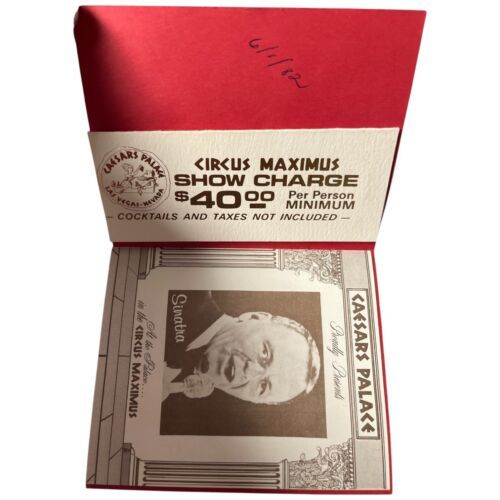 6/1/82
CAESARS PALACE
LAS VEGAS-NEVADA
CIRCUS MAXIMUS
SHOW CHARGE
$40.00 Per Person
MINIMUM
— COCKTAILS AND TAXES NOT INCLUDED —
CAESARS PALACE
Proudly Presents
Sinatra
At the Palace....
in the CIRCUS MAXIMUS